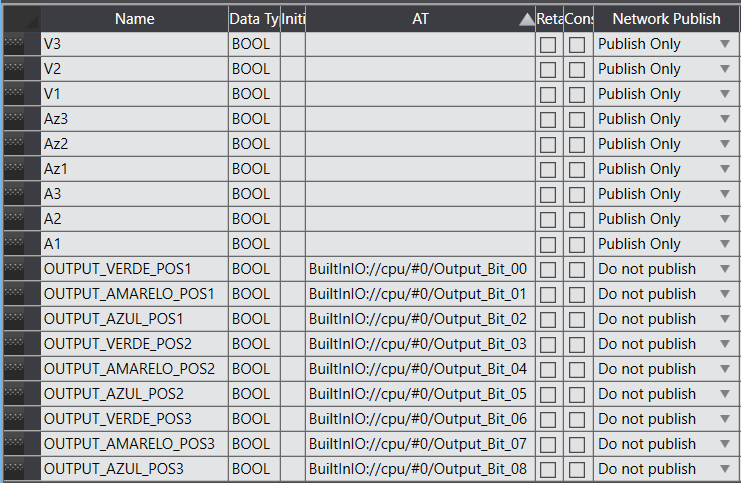 Name Data Ty Initi AT Reta Cons Network Publish
V3 BOOL Publish Only
V2 BOOL Publish Only
V1 BOOL Publish Only
Az3 BOOL Publish Only
Az2 BOOL Publish Only
Az1 BOOL Publish Only
A3 BOOL Publish Only
A2 BOOL Publish Only
A1 BOOL Publish Only
OUTPUT_VERDE_POS1 BOOL BuiltInIO://cpu/#0/Output_Bit_00 Do not publish
OUTPUT_AMARELO_POS1 BOOL BuiltInIO://cpu/#0/Output_Bit_01 Do not publish
OUTPUT_AZUL_POS1 BOOL BuiltInIO://cpu/#0/Output_Bit_02 Do not publish
OUTPUT_VERDE_POS2 BOOL BuiltInIO://cpu/#0/Output_Bit_03 Do not publish
OUTPUT_AMARELO_POS2 BOOL BuiltInIO://cpu/#0/Output_Bit_04 Do not publish
OUTPUT_AZUL_POS2 BOOL BuiltInIO://cpu/#0/Output_Bit_05 Do not publish
OUTPUT_VERDE_POS3 BOOL BuiltInIO://cpu/#0/Output_Bit_06 Do not publish
OUTPUT_AMARELO_POS3 BOOL BuiltInIO://cpu/#0/Output_Bit_07 Do not publish
OUTPUT_AZUL_POS3 BOOL BuiltInIO://cpu/#0/Output_Bit_08 Do not publish